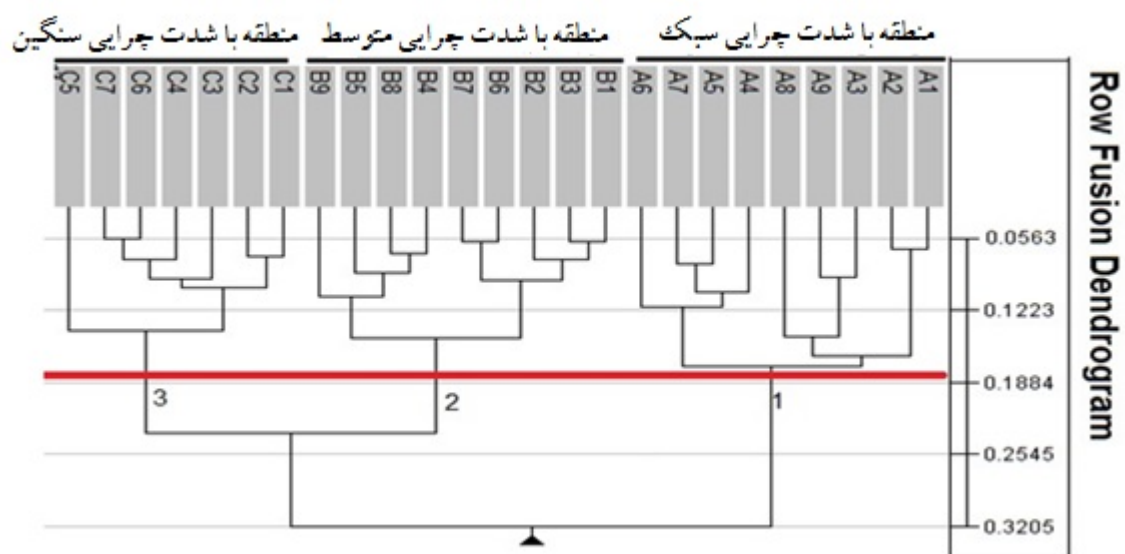 منطقه با شدت چرایی سبک
منطقه با شدت چرایی متوسط
منطقه با شدت چرایی سنگین
C5 C7 C6 C4 C3 C2 C1 B9 B5 B8 B4 B7 B6 B2 B3 B1 A6 A7 A5 A4 A8 A9 A3 A2 A1
Row Fusion Dendrogram
0.0563
0.1223
0.1884
0.2545
0.3205
3 2 1